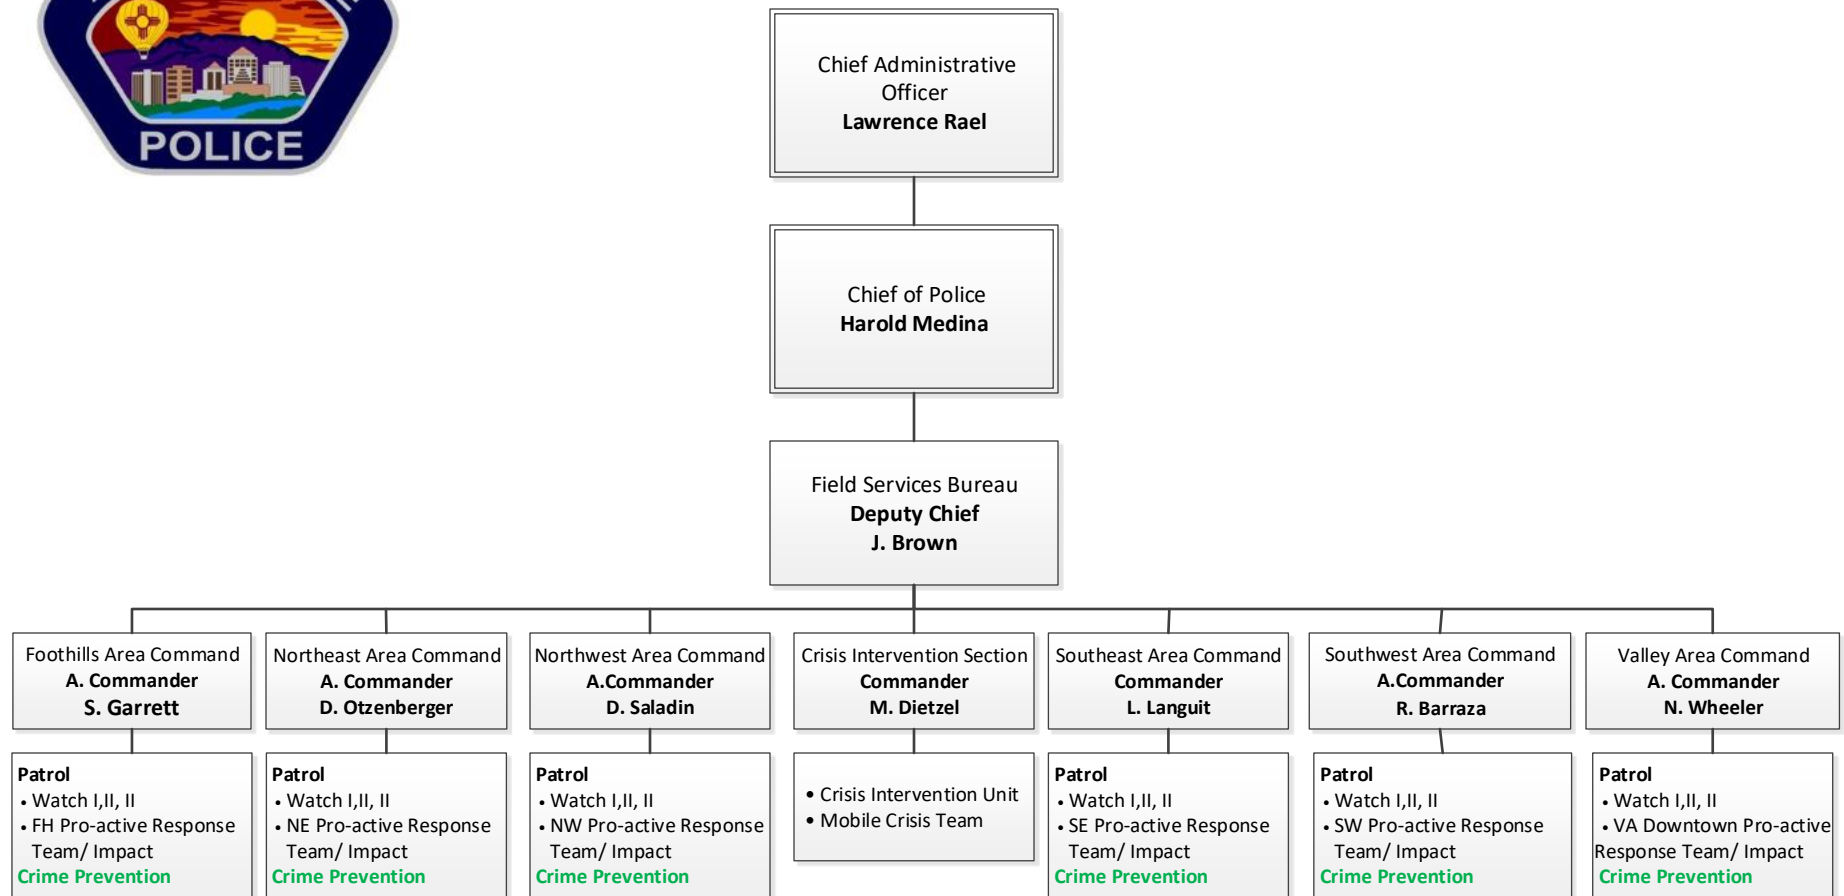 POLICE
Chief Administrative
Officer
Lawrence Rael
Chief of Police
Harold Medina
Field Services Bureau
Deputy Chief
J. Brown
Foothills Area Command
A. Commander
S. Garrett
Northeast Area Command
A. Commander
D. Otzenberger
Northwest Area Command
A.Commander
D. Saladin
Crisis Intervention Section
Commander
M. Dietzel
Southeast Area Command
Commander
L. Languit
Southwest Area Command
A.Commander
R. Barraza
Valley Area Command
A. Commander
N. Wheeler
Patrol
• Watch I,II, II
• FH Pro-active Response
Team/ Impact
Crime Prevention
Patrol
• Watch I,II, II
• NE Pro-active Response
Team/ Impact
Crime Prevention
Patrol
• Watch I,II, II
• NW Pro-active Response
Team/ Impact
Crime Prevention
• Crisis Intervention Unit
• Mobile Crisis Team
Patrol
• Watch I,II, II
• SE Pro-active Response
Team/ Impact
Crime Prevention
Patrol
• Watch I,II, II
• SW Pro-active Response
Team/ Impact
Crime Prevention
Patrol
• Watch I,II, II
• VA Downtown Pro-active
Response Team/ Impact
Crime Prevention